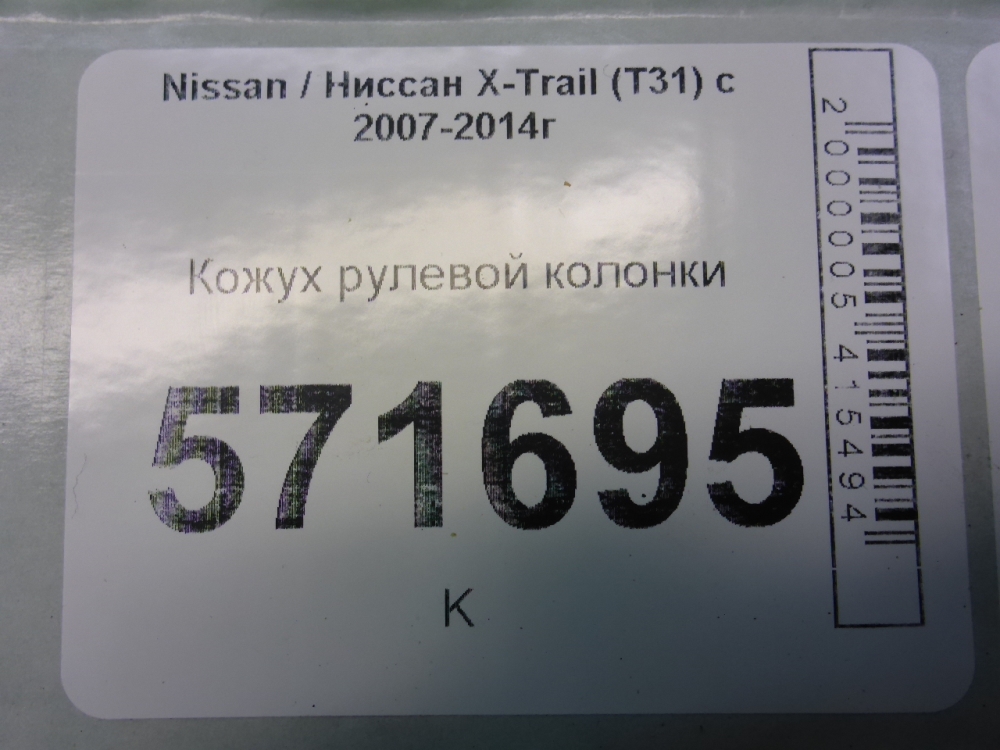 Nissan / Ниссан X-Trail (T31) с
2007-2014г
Кожух рулевой колонки
571695
К
2000005415494